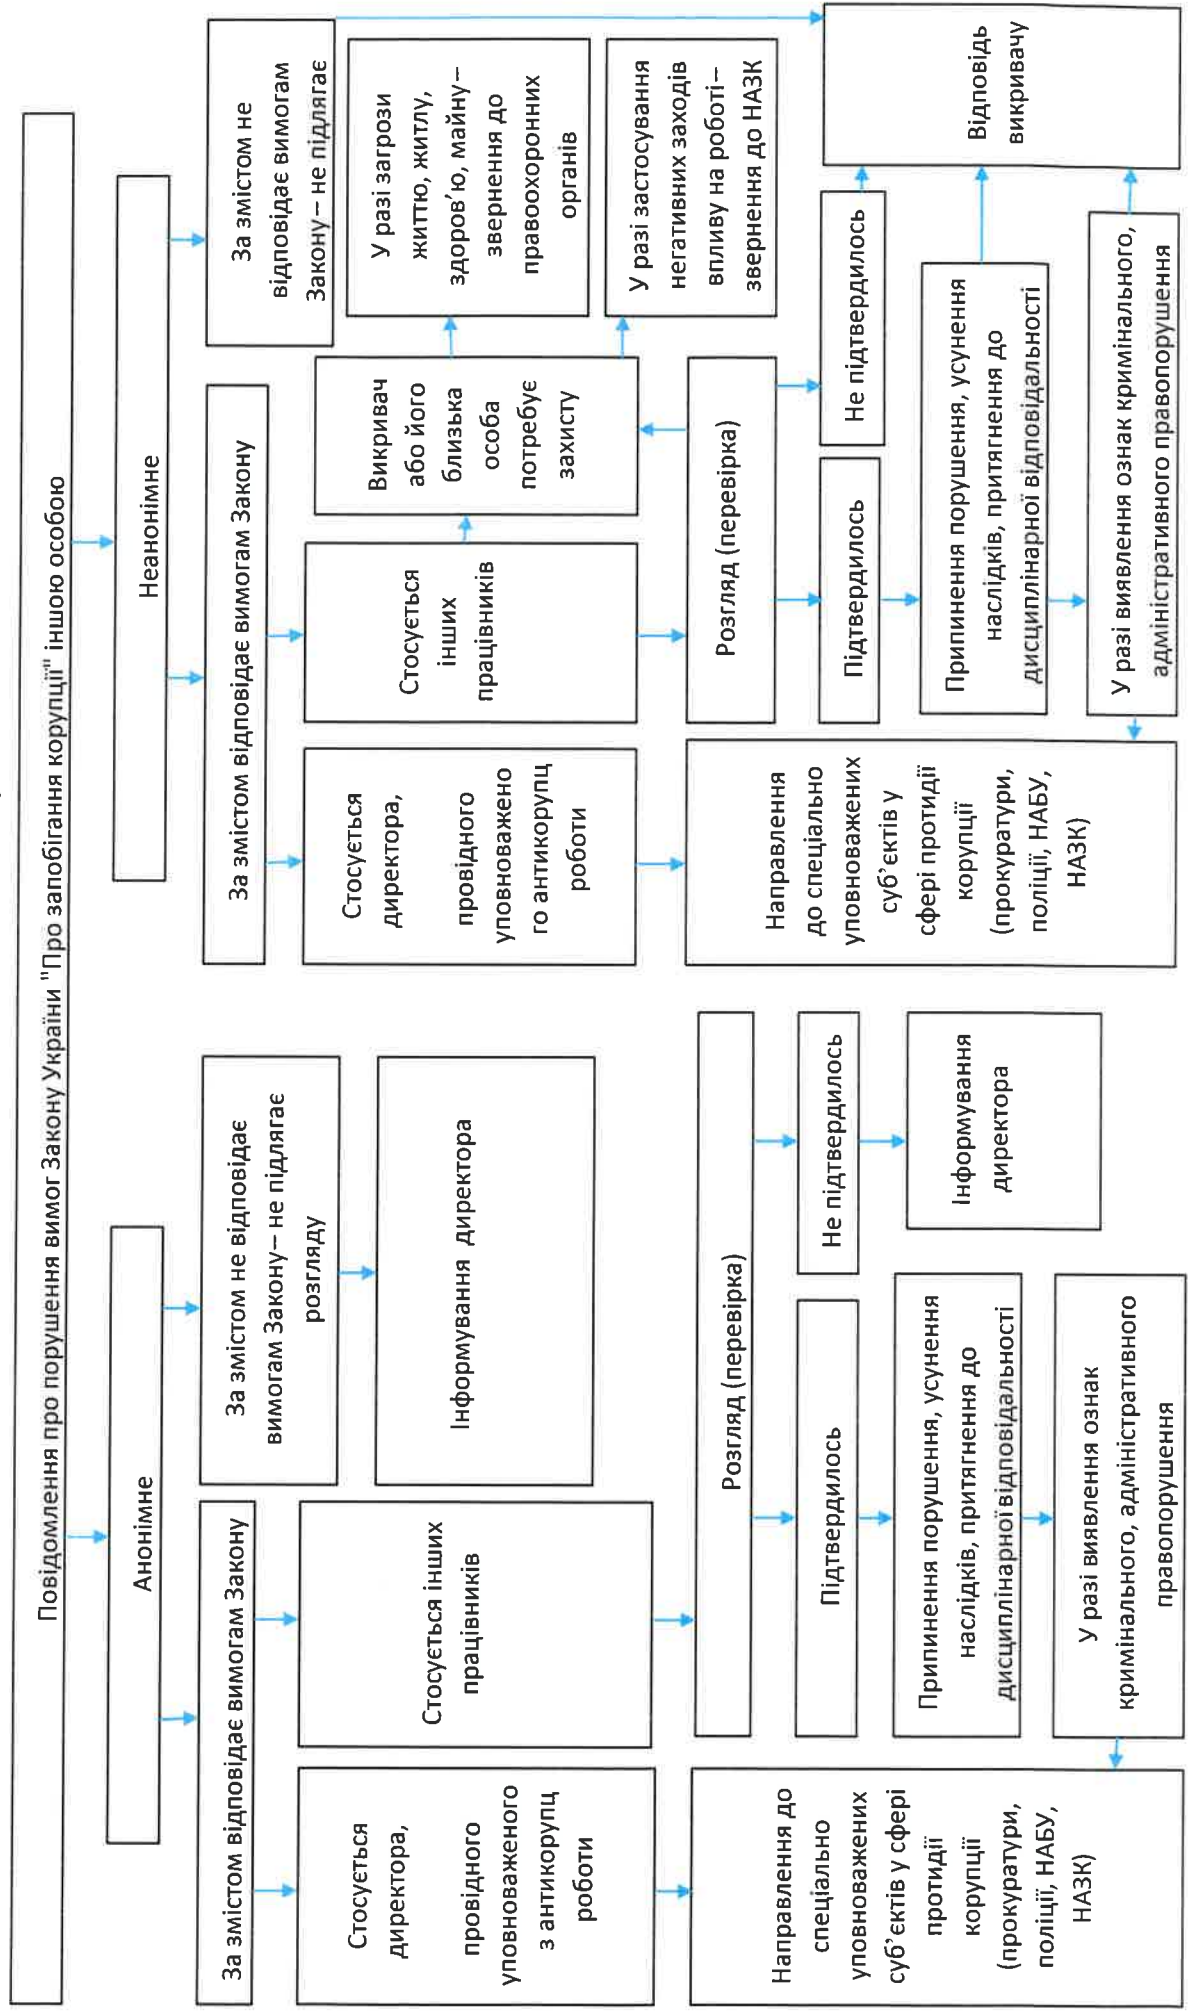 Повідомлення про порушення вимог Закону України "Про запобігання корупції" іншою особою
Анонімне
За змістом відповідає вимогам Закону
Стосується
директора,
провідного
уповноваженого
з антикорупц
роботи
Направлення до
спеціально
уповноважених
суб'єктів у сфері
протидії
корупції
(прокуратури,
поліції, НАБУ,
НАЗК)
Стосується інших
працівників
За змістом не відповідає
вимогам Закону– не підлягає
розгляду
Інформування директора
Розгляд (перевірка)
Підтвердилось
Припинення порушення, усунення
наслідків, притягнення до
дисциплінарної відповідальності
У разі виявлення ознак
кримінального, адміністративного
правопорушення
Не підтвердилось
Інформування
директора
Неанонімне
За змістом відповідає вимогам Закону
Стосується
директора,
провідного
уповноважено
го антикорупц
роботи
Направлення
до спеціально
уповноважених
суб'єктів у
сфері протидії
корупції
(прокуратури,
поліції, НАБУ,
НАЗК)
Стосується
інших
працівників
Викривач
або його
близька
особа
потребує
захисту
За змістом не
відповідає вимогам
Закону– не підлягає
У разі загрози
життю, житлу,
здоров'ю, майну–
звернення до
правоохоронних
органів
У разі застосування
негативних заходів
впливу на роботі–
звернення до НАЗК
Розгляд (перевірка)
Підтвердилось
Не підтвердилось
Припинення порушення, усунення
наслідків, притягнення до
дисциплінарної відповідальності
У разі виявлення ознак кримінального,
адміністративного правопорушення
Відповідь
викривачу